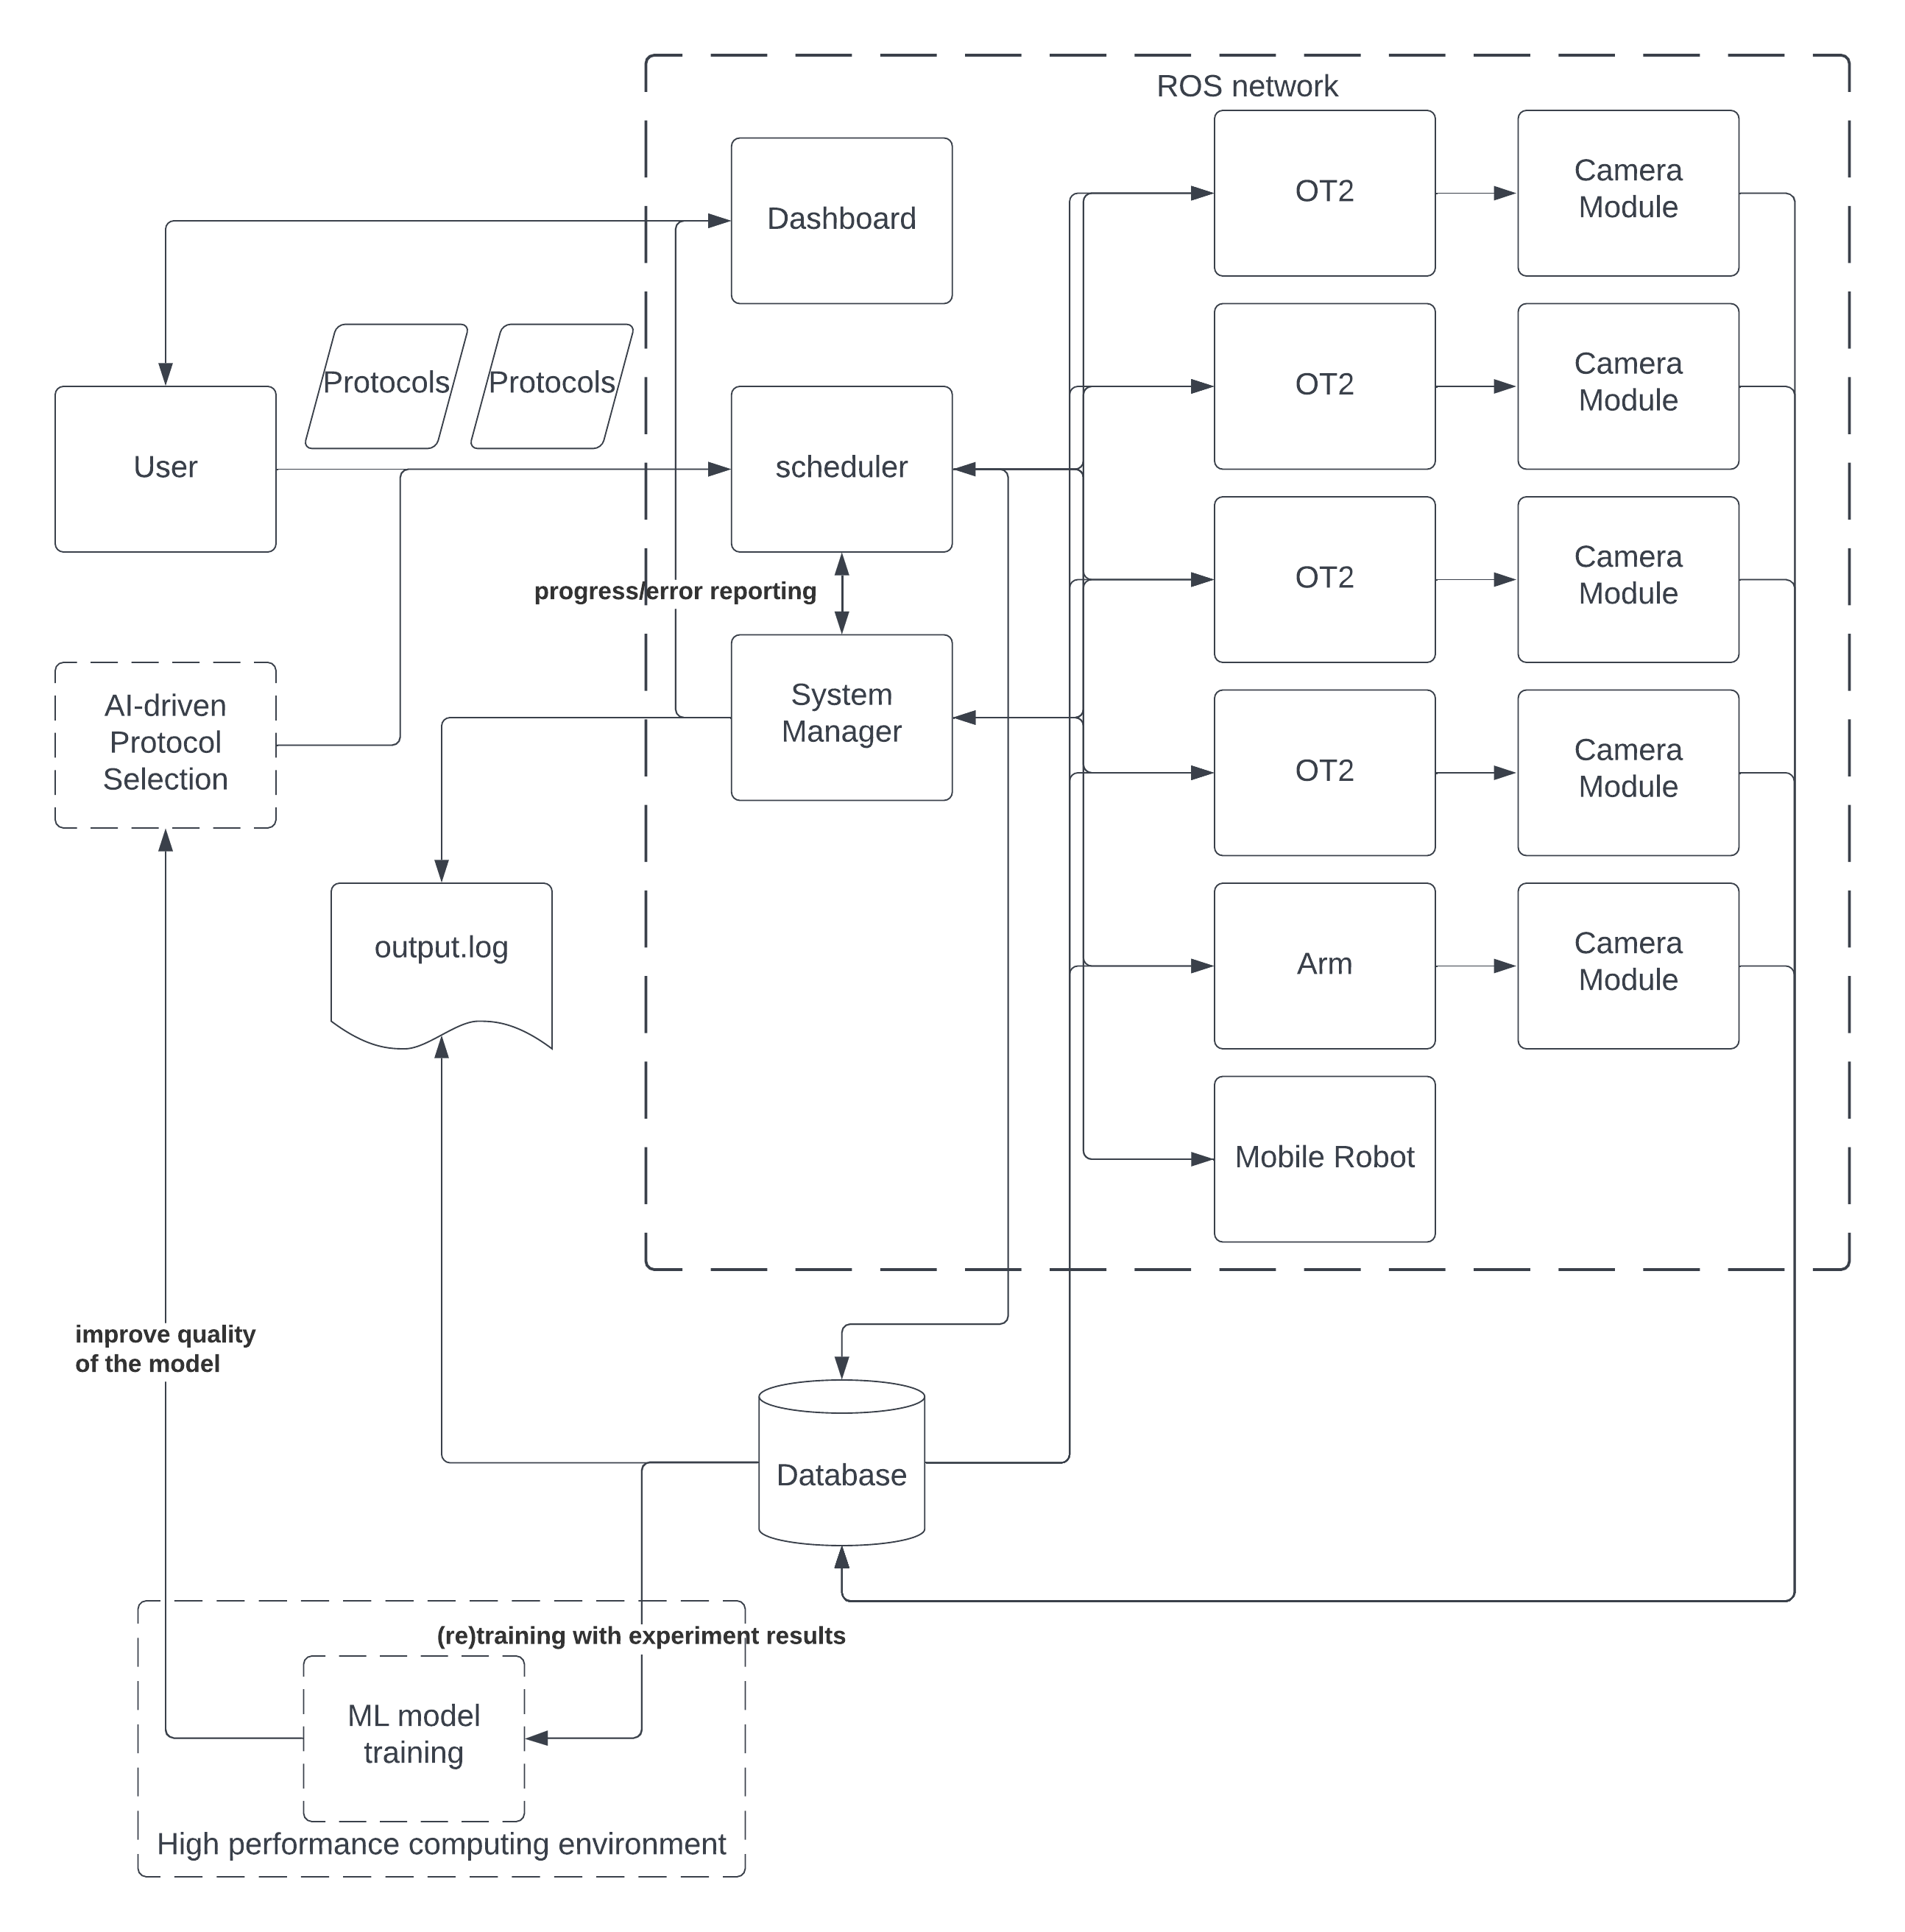 ROS network
Dashboard
OT2
Camera
Module
Protocols
Protocols
User
scheduler
OT2
Camera
Module
progress/error reporting
OT2
Camera
Module
AI-driven
Protocol
Selection
System
Manager
OT2
Camera
Module
output.log
Arm
Camera
Module
Mobile Robot
improve quality
of the model
Database
(re)training with experiment results
ML model
training
High performance computing environment